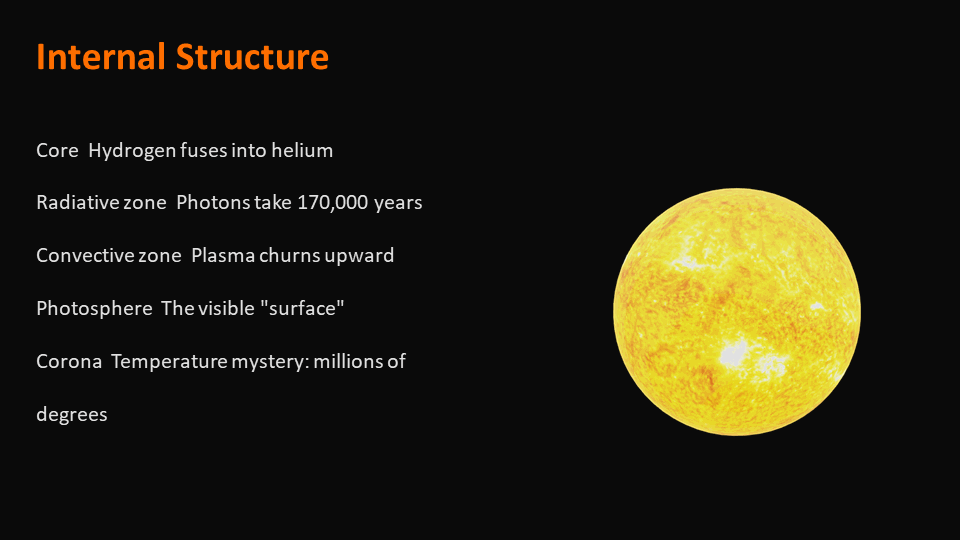 Internal Structure
Core  Hydrogen fuses into helium
Radiative zone  Photons take 170,000 years
Convective zone  Plasma churns upward
Photosphere  The visible "surface"
Corona  Temperature mystery: millions of
degrees